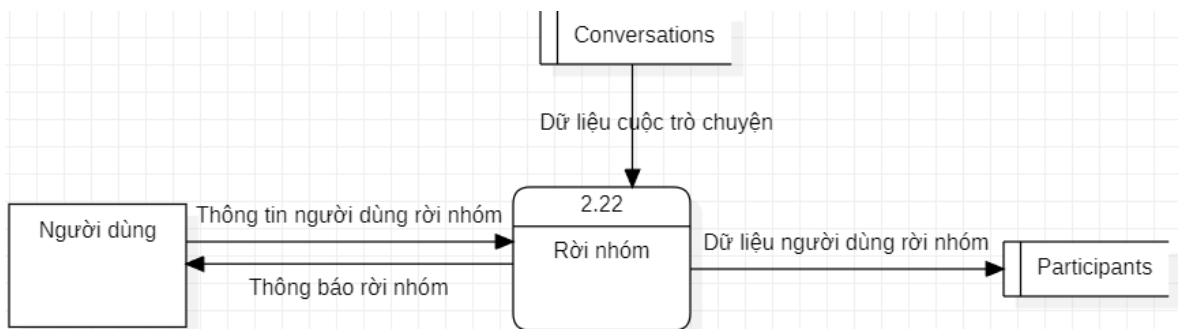 Conversations
Dữ liệu cuộc trò chuyện
2.22
Người dùng
Thông tin người dùng rời nhóm
Rời nhóm
Dữ liệu người dùng rời nhóm
Participants
Thông báo rời nhóm